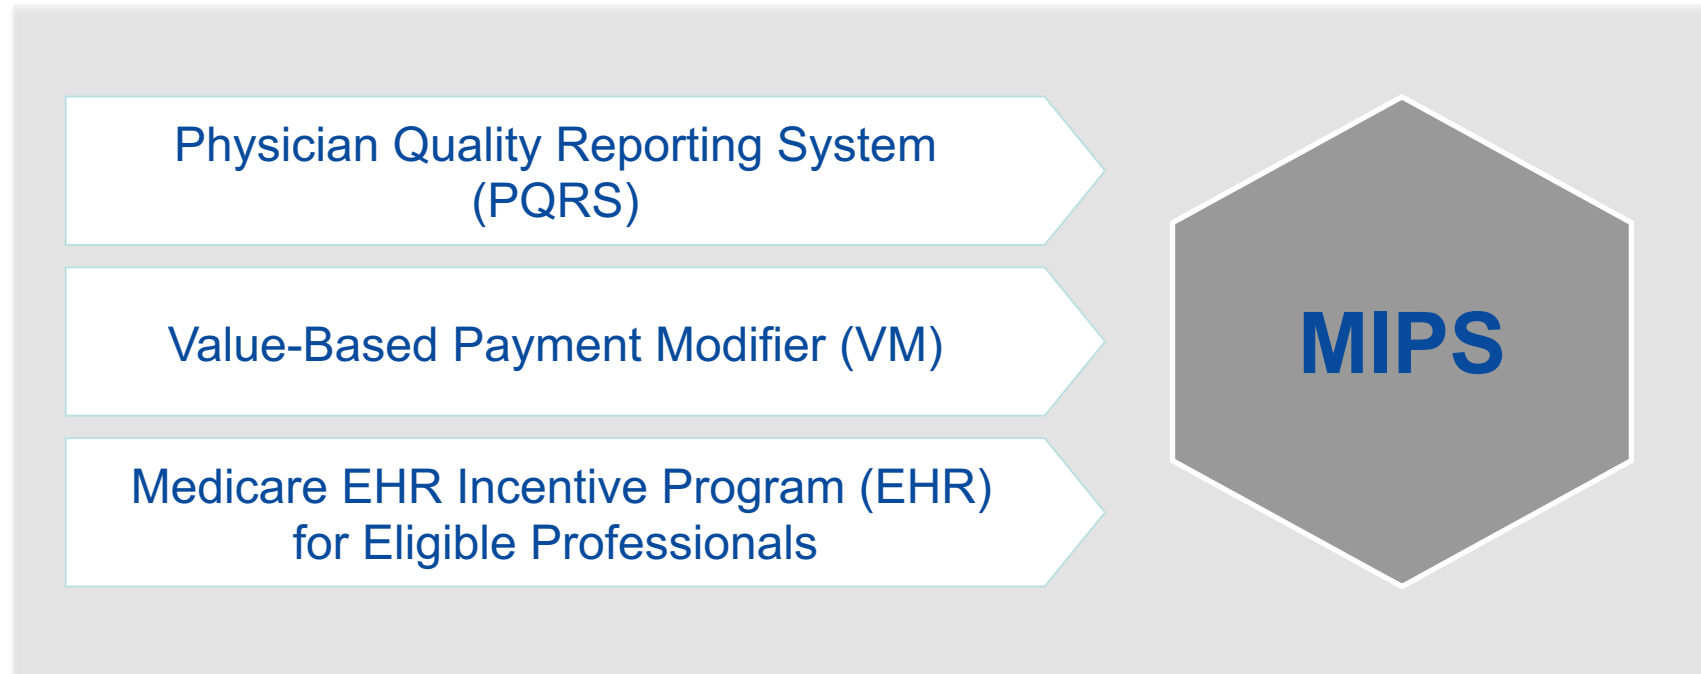 Physician Quality Reporting System
(PQRS)
Value-Based Payment Modifier (VM)
Medicare EHR Incentive Program (EHR)
for Eligible Professionals
MIPS